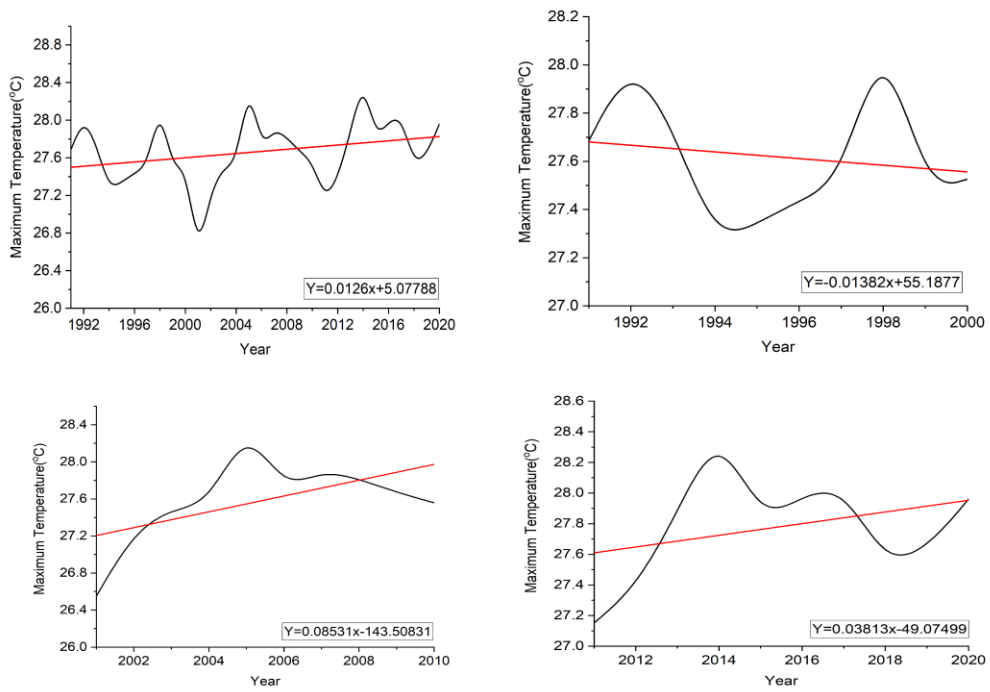 Maximum Temperature(°C)
28.8
28.4
28.0
27.6
27.2
26.8
26.4
26.0
Y=0.0126x+5.07788
1992 1996 2000 2004 2008 2012 2016 2020
Year
Maximum Temperature(°C)
28.2
28.0
27.8
27.6
27.4
27.2
27.0
Y=-0.01382x+55.1877
1992 1994 1996 1998 2000
Year
Maximum Temperature(°C)
28.4
28.0
27.6
27.2
26.8
26.4
26.0
Y=0.08531x-143.50831
2002 2004 2006 2008 2010
Year
Maximum Temperature(°C)
28.6
28.4
28.2
28.0
27.8
27.6
27.4
27.2
27.0
Y=0.03813x-49.07499
2012 2014 2016 2018 2020
Year